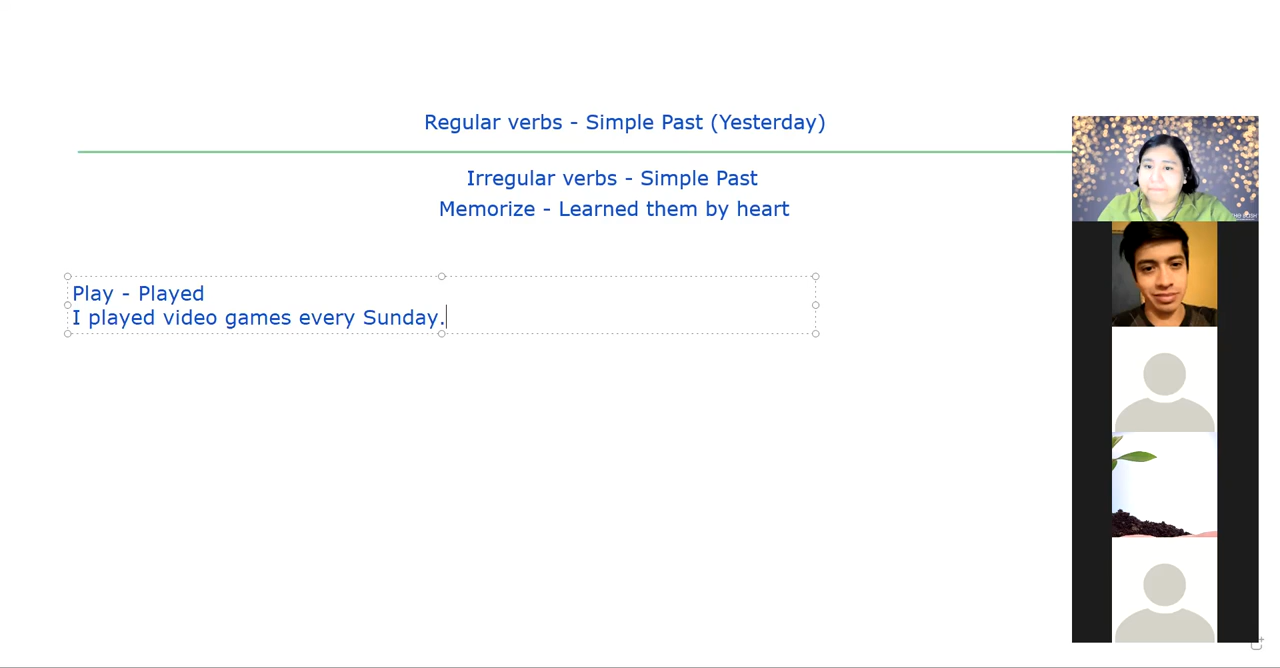 Regular verbs - Simple Past (Yesterday)
Irregular verbs - Simple Past
Memorize - Learned them by heart
Play - Played
I played video games every Sunday.